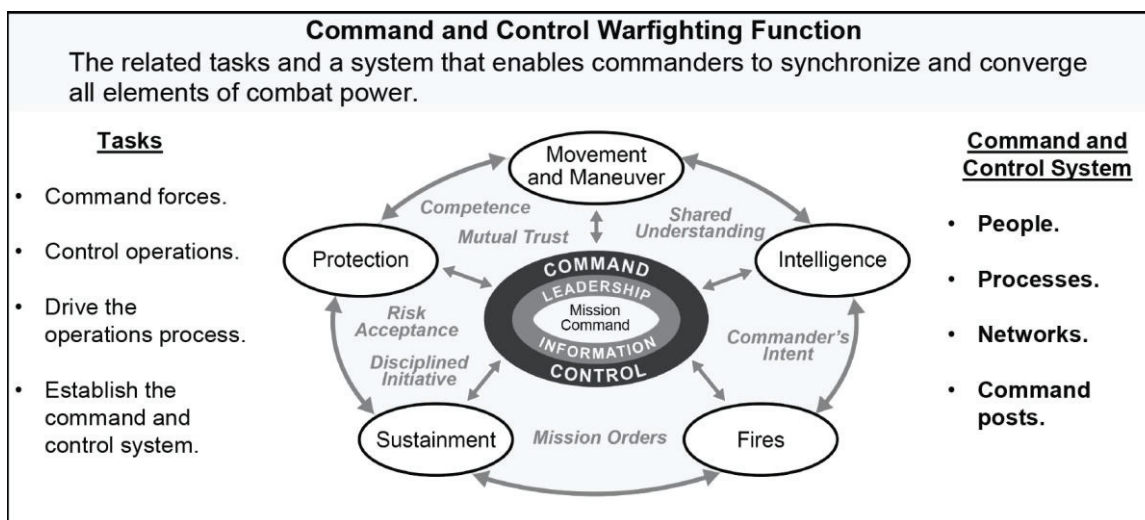 Command and Control Warfighting Function
The related tasks and a system that enables commanders to synchronize and converge
all elements of combat power.
Tasks
• Command forces.
• Control operations.
• Drive the
operations process.
• Establish the
command and
control system.
Movement
and Maneuver
Competence
Mutual Trust
Shared
Understanding
Protection
Intelligence
COMMAND
LEADERSHIP
Mission
Command
INFORMATION
CONTROL
Risk
Acceptance
Disciplined
Initiative
Commander's
Intent
Sustainment
Mission Orders
Fires
Command and
Control System
• People.
• Processes.
• Networks.
• Command
posts.